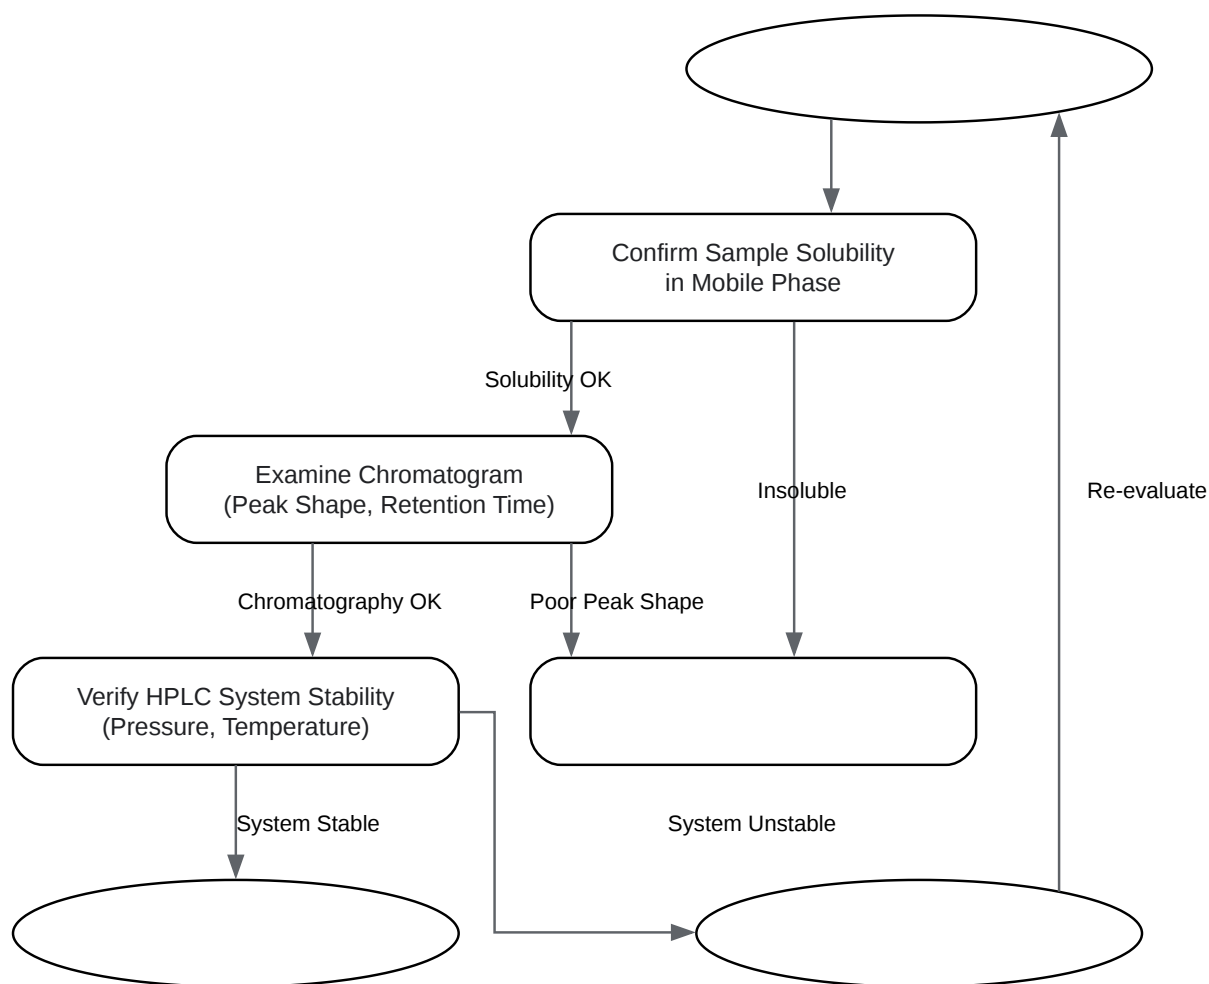 Confirm Sample Solubility
in Mobile Phase
Solubility OK
Examine Chromatogram
(Peak Shape, Retention Time)
Insoluble
Re-evaluate
Chromatography OK
Poor Peak Shape
Verify HPLC System Stability
(Pressure, Temperature)
System Stable
System Unstable